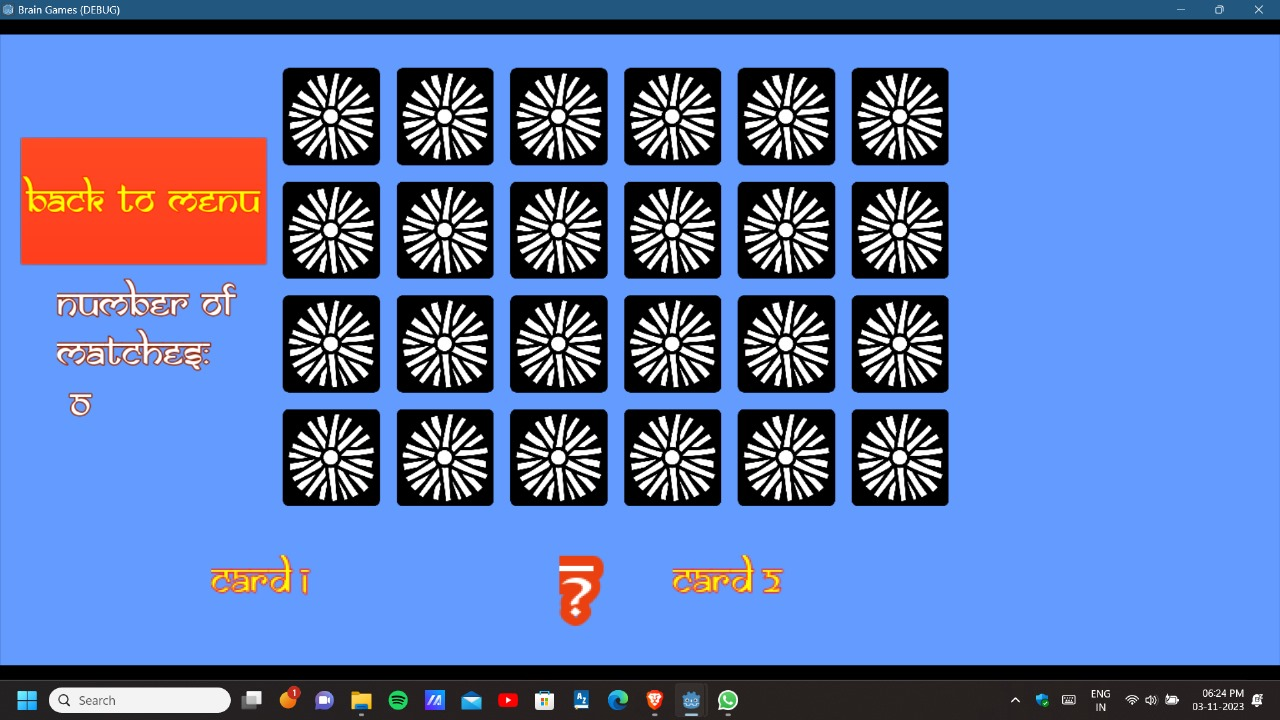 Brain Games (DEBUG)
back to menu
number of
matches:
0
card 1
?
card 2
Search
1
ENG
IN
06:24 PM
03-11-2023